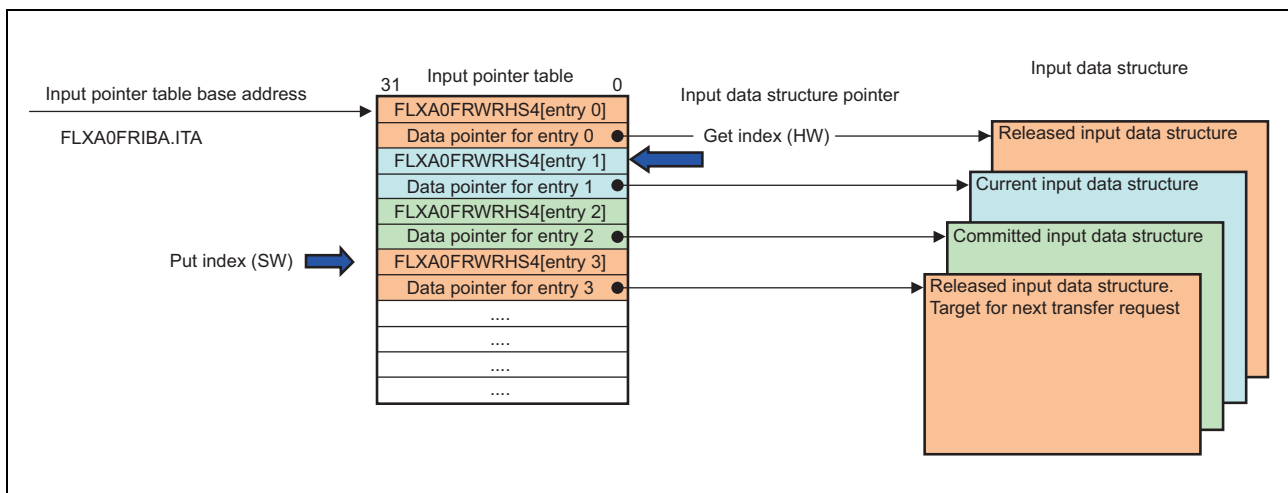 Input pointer table base address
FLXA0FRIBA.ITA
Put index (SW)
31
Input pointer table
0
FLXA0FRWRHS4[entry 0]
Data pointer for entry 0
FLXA0FRWRHS4[entry 1]
Data pointer for entry 1
FLXA0FRWRHS4[entry 2]
Data pointer for entry 2
FLXA0FRWRHS4[entry 3]
Data pointer for entry 3
....
....
....
....
Input data structure pointer
Get index (HW)
Input data structure
Released input data structure
Current input data structure
Committed input data structure
Released input data structure.
Target for next transfer request